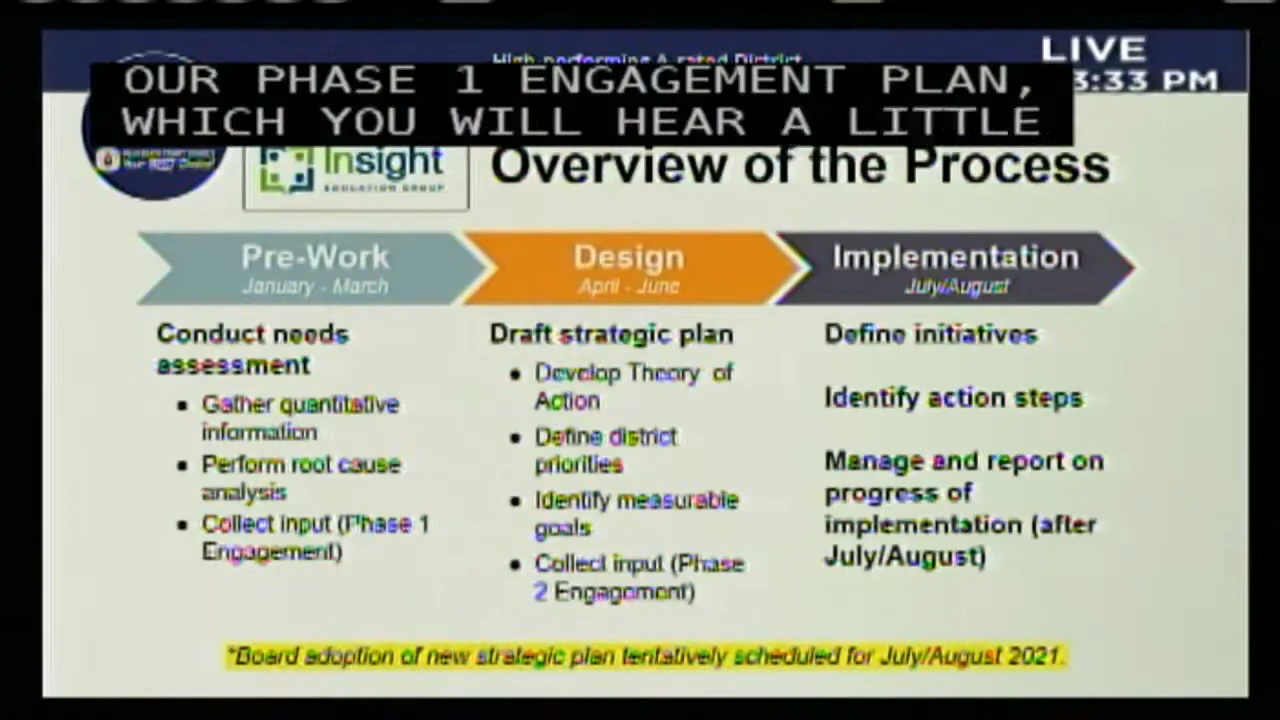 High-performing A-rated District
LIVE
3:33 PM
OUR PHASE 1 ENGAGEMENT PLAN,
WHICH YOU WILL HEAR A LITTLE
Insight
EDUCATION GROUP
Overview of the Process
Pre-Work
January - March
Design
April - June
Implementation
July/August
Conduct needs
assessment
▪ Gather quantitative
information
▪ Perform root cause
analysis
▪ Collect input (Phase 1
Engagement)
Draft strategic plan
• Develop Theory of
Action
• Define district
priorities
• Identify measurable
goals
• Collect input (Phase
2 Engagement)
Define initiatives
Identify action steps
Manage and report on
progress of
implementation (after
July/August)
*Board adoption of new strategic plan tentatively scheduled for July/August 2021.